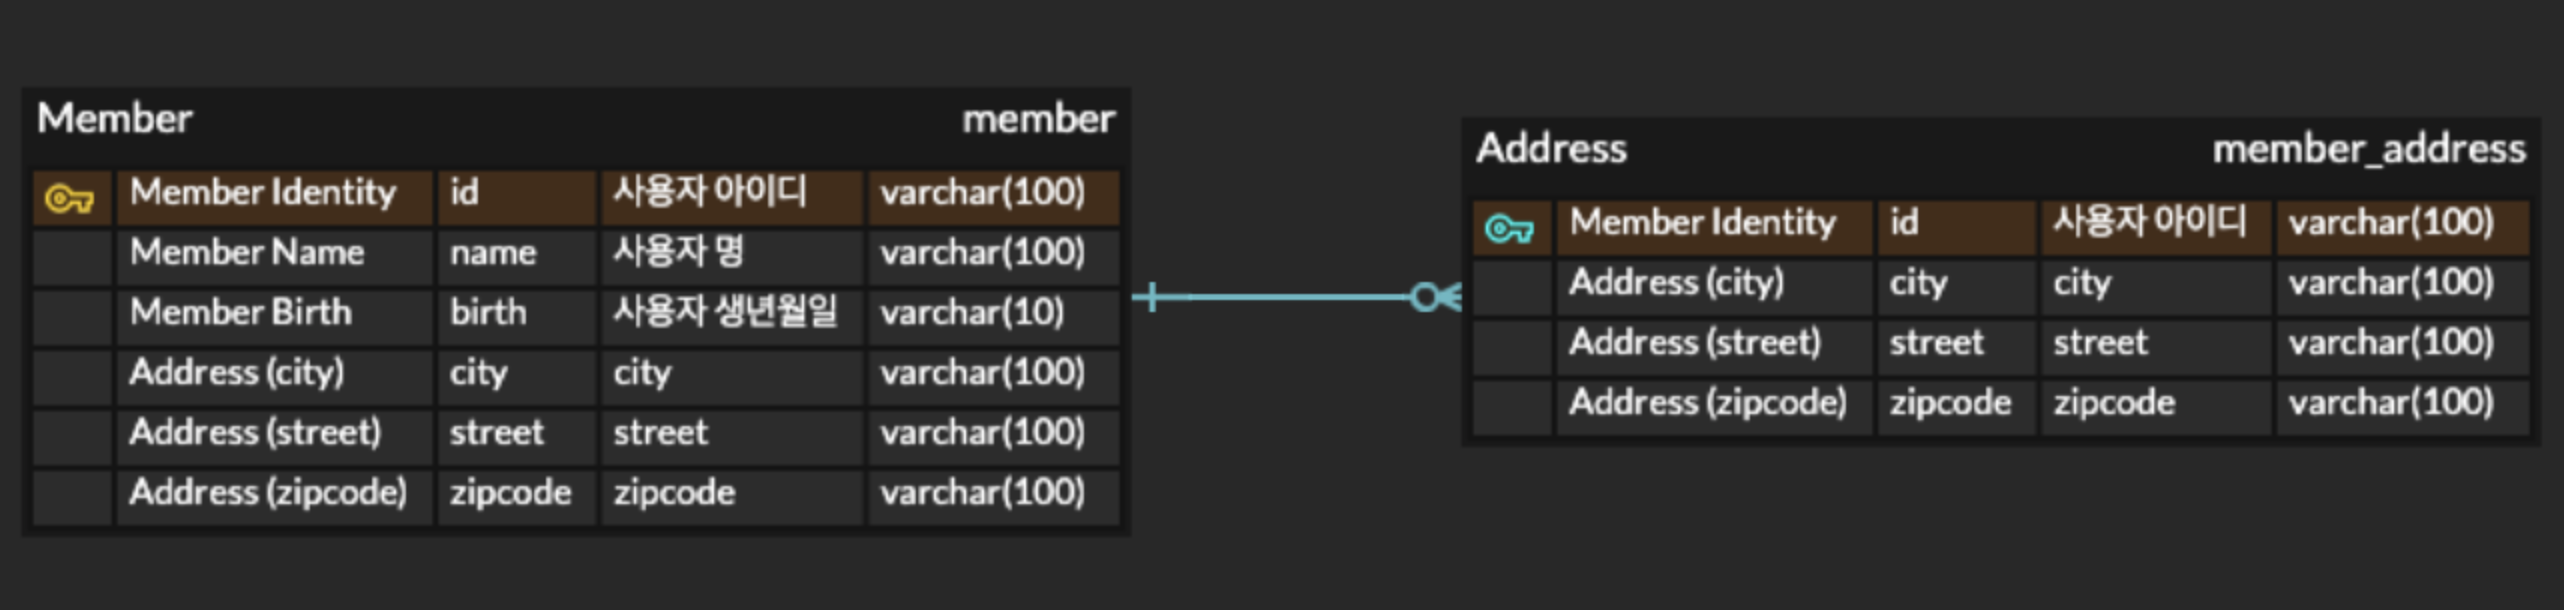 Member member
Member Identity id 사용자 아이디 varchar(100)
Member Name name 사용자 명 varchar(100)
Member Birth birth 사용자 생년월일 varchar(10)
Address (city) city city varchar(100)
Address (street) street street varchar(100)
Address (zipcode) zipcode zipcode varchar(100)
Address member_address
Member Identity id 사용자 아이디 varchar(100)
Address (city) city city varchar(100)
Address (street) street street varchar(100)
Address (zipcode) zipcode zipcode varchar(100)